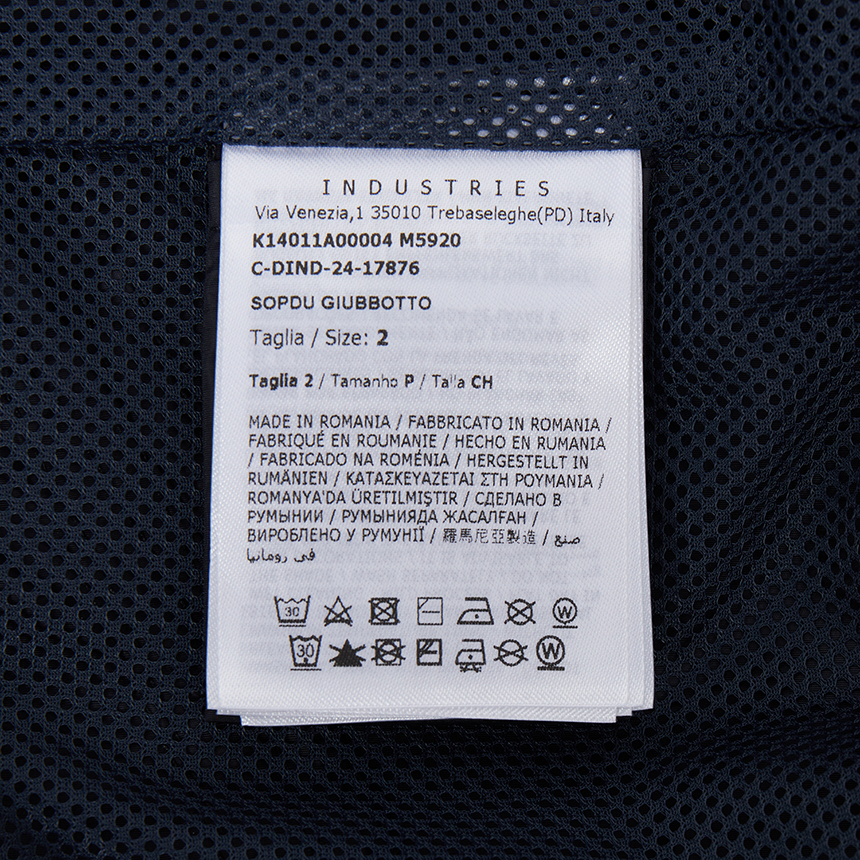 INDUSTRIES
Via Venezia,1 35010 Trebaseleghe(PD) Italy
K14011A00004 M5920
C-DIND-24-17876
SOPDU GIUBBOTTO
Taglia / Size: 2
Taglia 2 / Tamanho P / Talla CH
MADE IN ROMANIA / FABBRICATO IN ROMANIA /
FABRIQUÉ EN ROUMANIE / HECHO EN RUMANIA
/ FABRICADO NA ROMÉNIA / HERGESTELLT IN
RUMÄNIEN / ΚΑΤΑΣΚΕΥΑΖΕΤΑΙ ΣΤΗ ΡΟΥΜΑΝΙΑ /
ROMANYA'DA ÜRETILMIŞTIR / СДЕЛАНО В
РУМЫНИИ / РУМЫНИЯДА ЖАСАЛҒАН /
ВИРОБЛЕНО У РУМУНІЇ / 羅馬尼亞製造 / صنع
في رومانيا
30 W
30 W